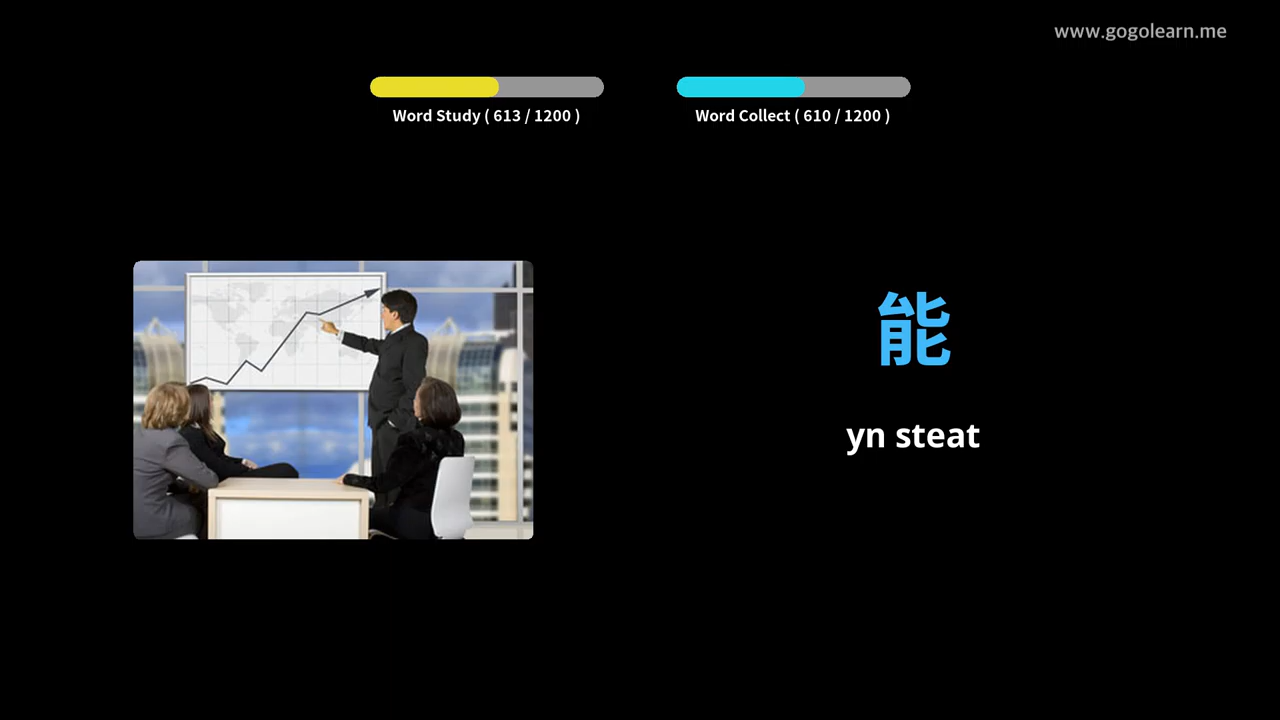 www.gogolearn.me
Word Study ( 613 / 1200 )
Word Collect ( 610 / 1200 )
能
yn steat